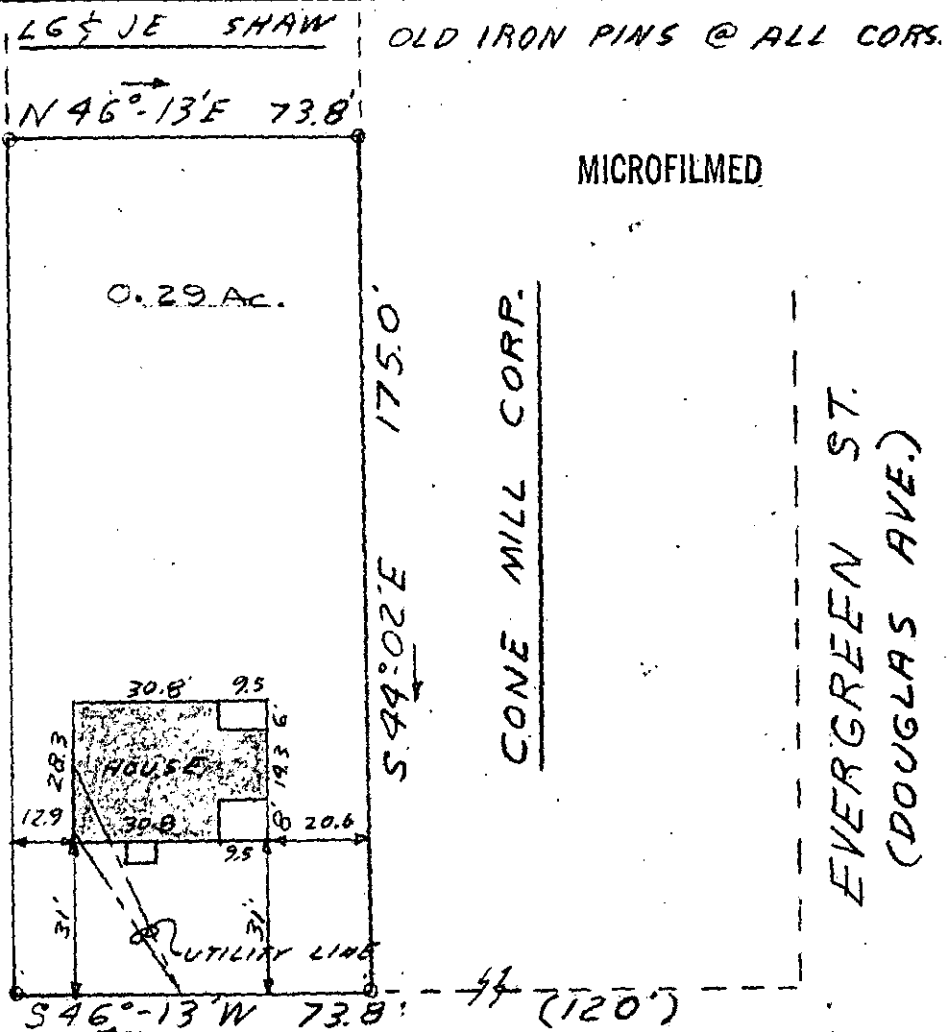 LG & JE SHAW
OLD IRON PINS @ ALL CORS.
N 46°-13'E 73.8'
MICROFILMED
0.29 Ac.
S 44°-02'E 175.0'
CONE MILL CORP.
EVERGREEN ST.
(DOUGLAS AVE.)
30.8' 9.5
6'
28.3
HOUSE
19.3
12.9
30.8
8'
20.6
9.5
31'
31'
UTILITY LINE
S 46°-13'W 73.8'
(120')